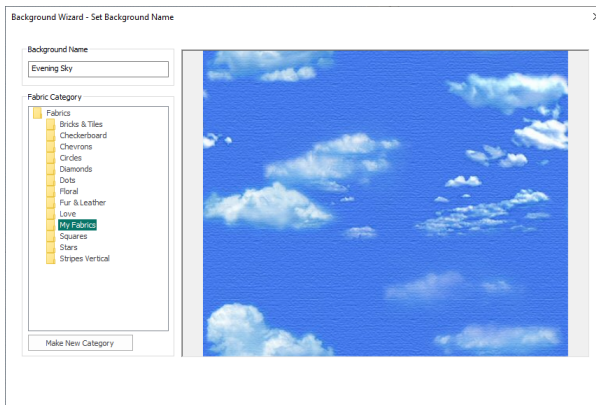 Background Wizard - Set Background Name
Background Name
Evening Sky
Fabric Category
Fabrics
Bricks & Tiles
Checkerboard
Chevrons
Circles
Diamonds
Dots
Floral
Fur & Leather
Love
My Fabrics
Squares
Stars
Stripes Vertical
Make New Category